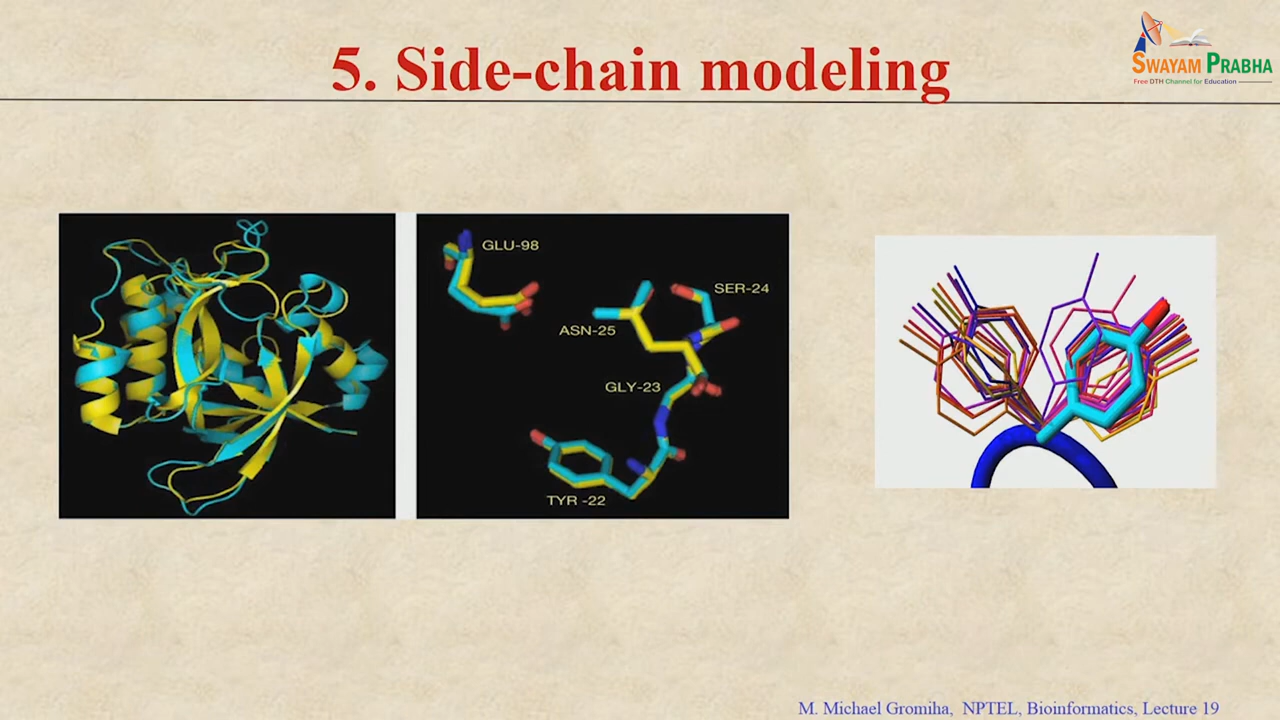 5. Side-chain modeling
SWAYAM PRABHA
Free DTH Channel for Education
GLU-98
SER-24
ASN-25
GLY-23
TYR -22
M. Michael Gromiha, NPTEL, Bioinformatics, Lecture 19